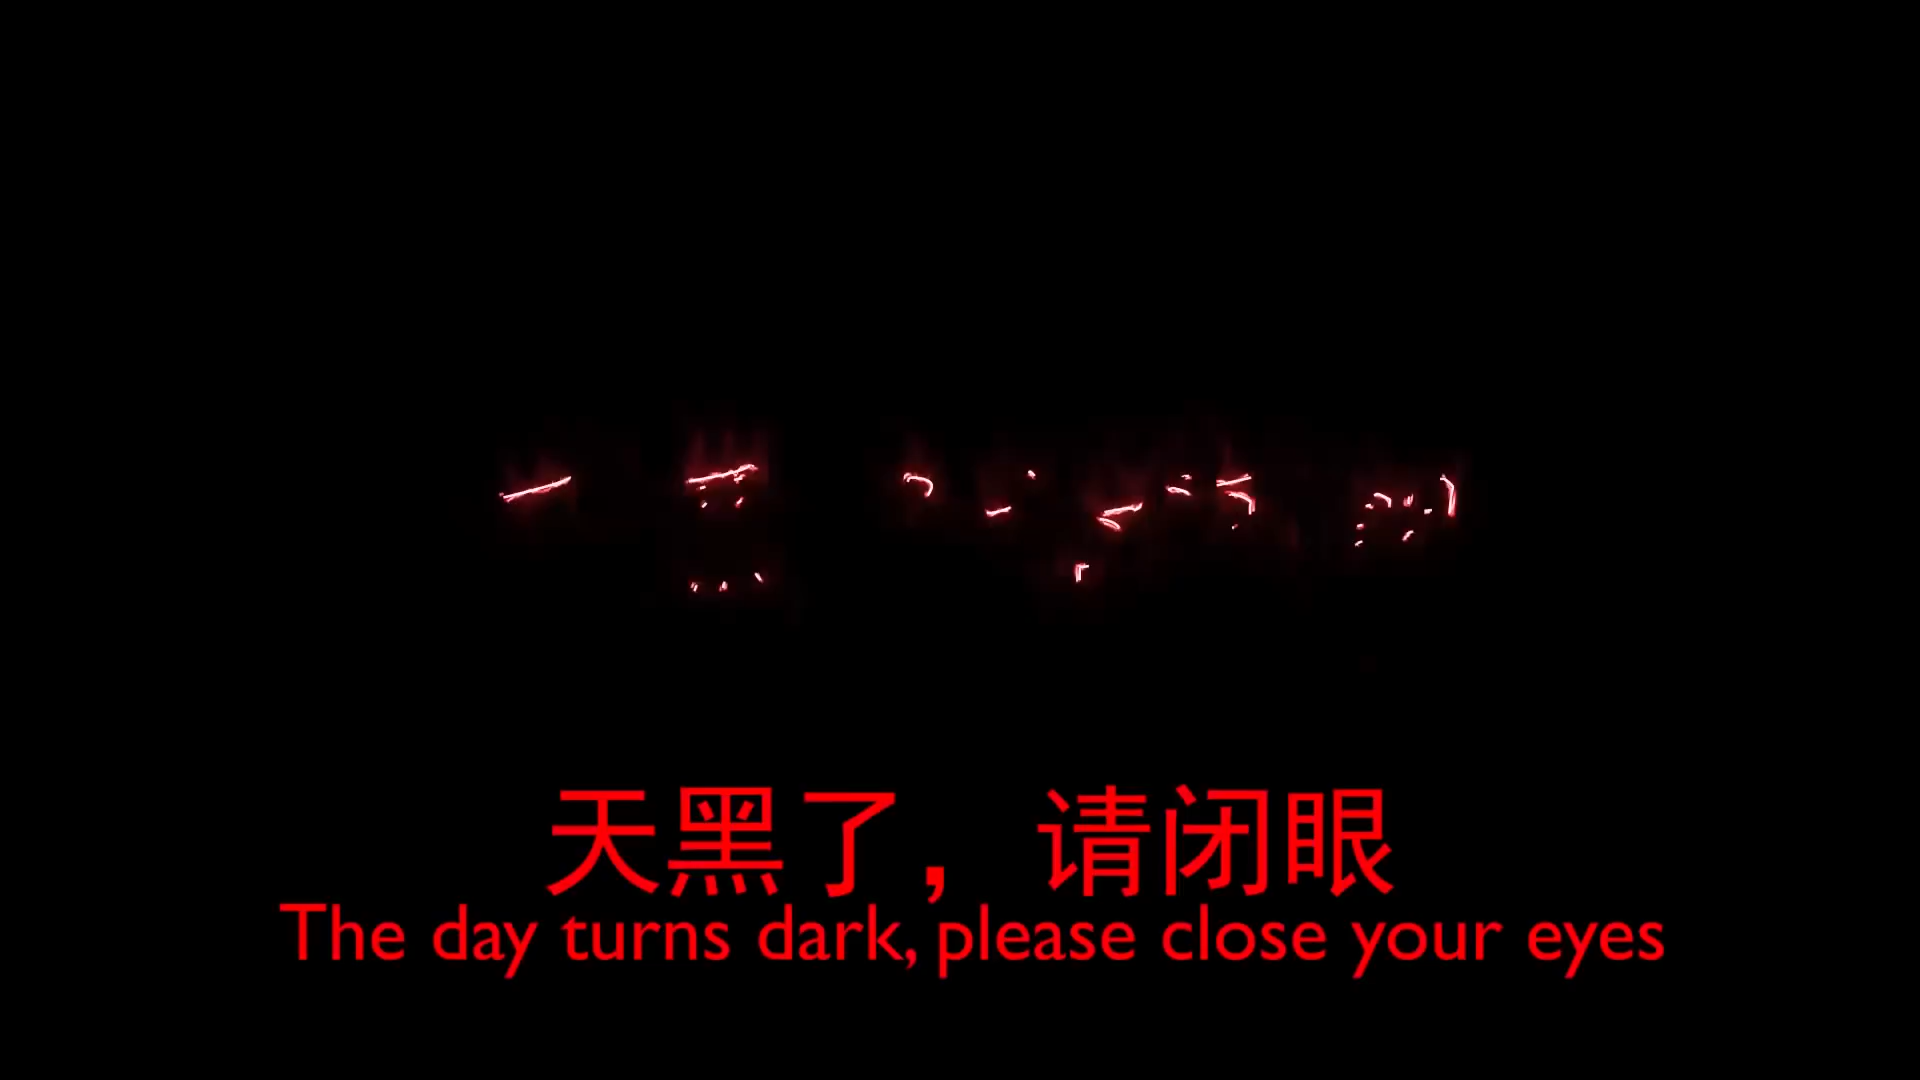 天黑了，请闭眼
The day turns dark, please close your eyes